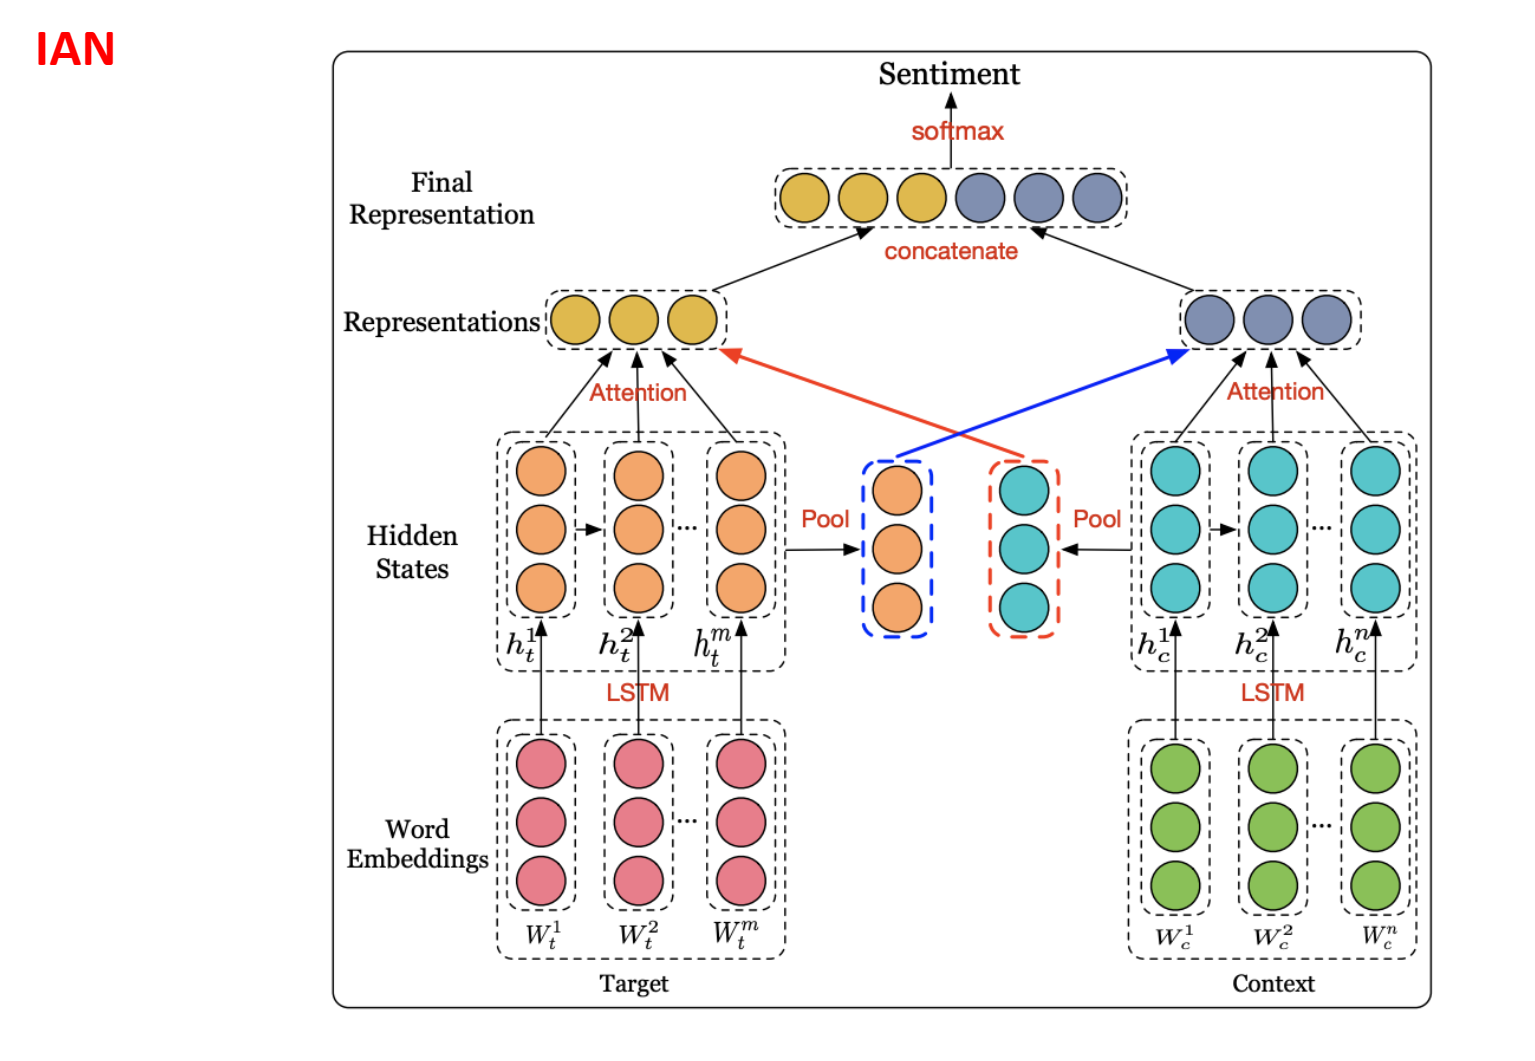 IAN
Sentiment
softmax
Final
Representation
concatenate
Representations
Attention
Attention
Hidden
States
Pool
Pool
...
...
h_t^1
h_t^2
h_t^m
h_c^1
h_c^2
h_c^n
LSTM
LSTM
Word
Embeddings
...
...
W_t^1
W_t^2
W_t^m
W_c^1
W_c^2
W_c^n
Target
Context